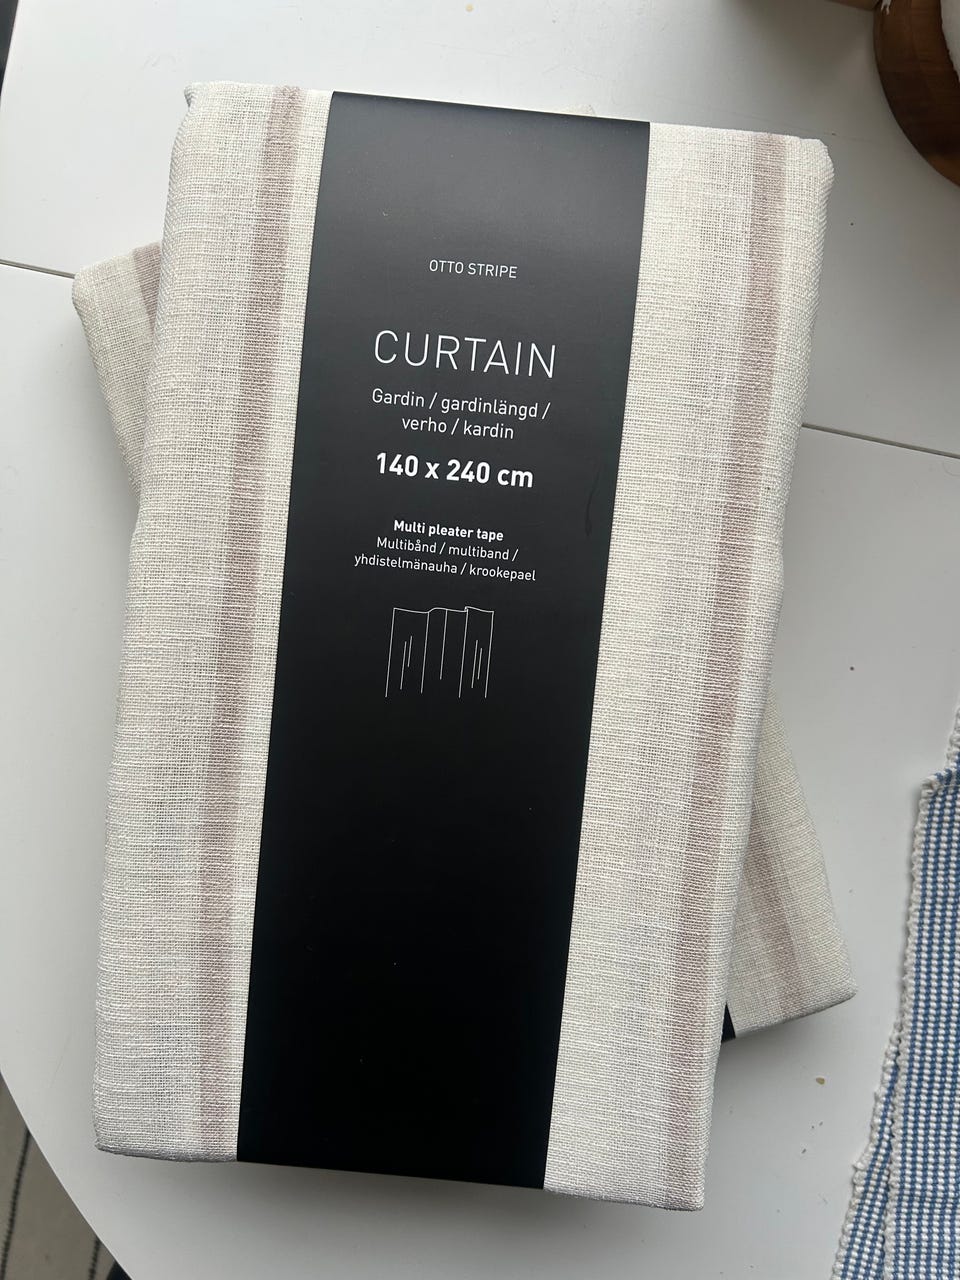 OTTO STRIPE
CURTAIN
Gardin / gardinlängd /
verho / kardin
140 x 240 cm
Multi pleater tape
Multibånd / multiband /
yhdistelmänauha / krookepael